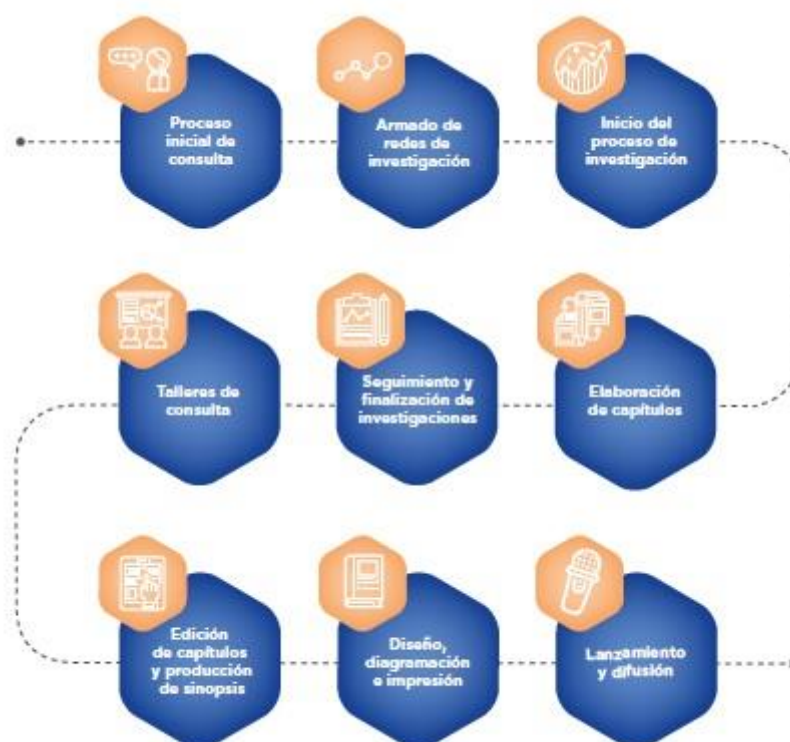 Proceso
inicial de
consulta
Armado de
redes de
investigación
Inicio del
proceso de
investigación
Elaboración
de capítulos
Seguimiento y
finalización de
investigaciones
Talleres de
consulta
Edición
de capítulos
y producción
de sinopsis
Diseño,
diagramación
e impresión
Lanzamiento
y difusión